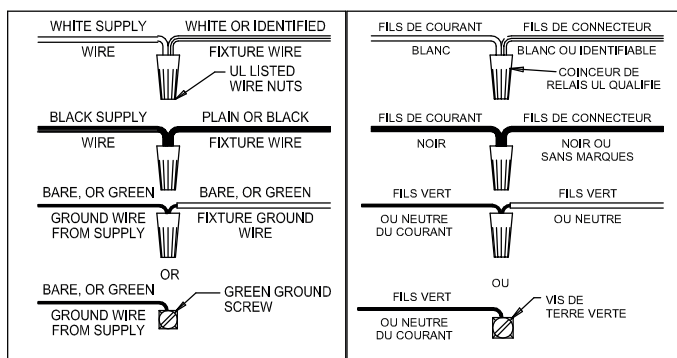 WHITE SUPPLY WHITE OR IDENTIFIED
WIRE FIXTURE WIRE
UL LISTED
WIRE NUTS
BLACK SUPPLY PLAIN OR BLACK
WIRE FIXTURE WIRE
BARE, OR GREEN BARE, OR GREEN
GROUND WIRE FIXTURE GROUND
FROM SUPPLY WIRE
OR
BARE, OR GREEN GREEN GROUND
SCREW
GROUND WIRE
FROM SUPPLY
FILS DE COURANT FILS DE CONNECTEUR
BLANC BLANC OU IDENTIFIABLE
COINCEUR DE
RELAIS UL QUALIFIE
FILS DE COURANT FILS DE CONNECTEUR
NOIR NOIR OU
SANS MARQUES
FILS VERT FILS VERT
OU NEUTRE OU NEUTRE
DU COURANT
OU
FILS VERT VIS DE
TERRE VERTE
OU NEUTRE
DU COURANT